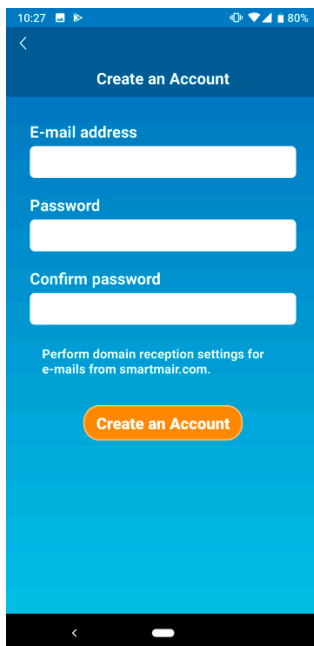 10:27 80%
Create an Account
E-mail address
Password
Confirm password
Perform domain reception settings for
e-mails from smartmair.com.
Create an Account